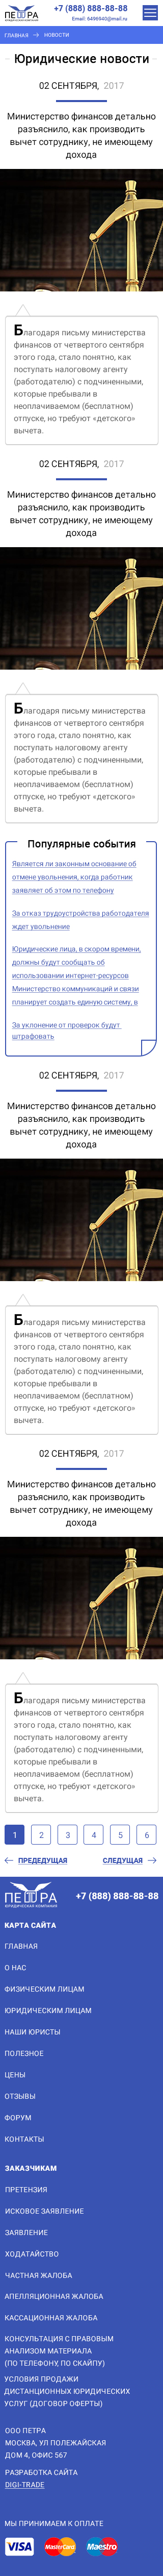 ПЕТРА
ЮРИДИЧЕСКАЯ КОМПАНИЯ
+7 (888) 888-88-88
Email: 6498940@mail.ru
ГЛАВНАЯ → НОВОСТИ
Юридические новости
02 СЕНТЯБРЯ, 2017
Министерство финансов детально
разъяснило, как производить
вычет сотруднику, не имеющему
дохода
Благодаря письму министерства
финансов от четвертого сентября
этого года, стало понятно, как
поступать налоговому агенту
(работодателю) с подчиненными,
которые пребывали в
неоплачиваемом (бесплатном)
отпуске, но требуют «детского»
вычета.
02 СЕНТЯБРЯ, 2017
Министерство финансов детально
разъяснило, как производить
вычет сотруднику, не имеющему
дохода
Благодаря письму министерства
финансов от четвертого сентября
этого года, стало понятно, как
поступать налоговому агенту
(работодателю) с подчиненными,
которые пребывали в
неоплачиваемом (бесплатном)
отпуске, но требуют «детского»
вычета.
Популярные события
Является ли законным основание об
отмене увольнения, когда работник
заявляет об этом по телефону
За отказ трудоустройства работодателя
ждет увольнение
Юридические лица, в скором времени,
должны будут сообщать об
использовании интернет-ресурсов
Министерство коммуникаций и связи
планирует создать единую систему, в
За уклонение от проверок будут
штрафовать
02 СЕНТЯБРЯ, 2017
Министерство финансов детально
разъяснило, как производить
вычет сотруднику, не имеющему
дохода
Благодаря письму министерства
финансов от четвертого сентября
этого года, стало понятно, как
поступать налоговому агенту
(работодателю) с подчиненными,
которые пребывали в
неоплачиваемом (бесплатном)
отпуске, но требуют «детского»
вычета.
02 СЕНТЯБРЯ, 2017
Министерство финансов детально
разъяснило, как производить
вычет сотруднику, не имеющему
дохода
Благодаря письму министерства
финансов от четвертого сентября
этого года, стало понятно, как
поступать налоговому агенту
(работодателю) с подчиненными,
которые пребывали в
неоплачиваемом (бесплатном)
отпуске, но требуют «детского»
вычета.
1 2 3 4 5 6
← ПРЕДЕДУЩАЯ СЛЕДУЩАЯ →
ПЕТРА
ЮРИДИЧЕСКАЯ КОМПАНИЯ
+7 (888) 888-88-88
КАРТА САЙТА
ГЛАВНАЯ
О НАС
ФИЗИЧЕСКИМ ЛИЦАМ
ЮРИДИЧЕСКИМ ЛИЦАМ
НАШИ ЮРИСТЫ
ПОЛЕЗНОЕ
ЦЕНЫ
ОТЗЫВЫ
ФОРУМ
КОНТАКТЫ
ЗАКАЗЧИКАМ
ПРЕТЕНЗИЯ
ИСКОВОЕ ЗАЯВЛЕНИЕ
ЗАЯВЛЕНИЕ
ХОДАТАЙСТВО
ЧАСТНАЯ ЖАЛОБА
АПЕЛЛЯЦИОННАЯ ЖАЛОБА
КАССАЦИОННАЯ ЖАЛОБА
КОНСУЛЬТАЦИЯ С ПРАВОВЫМ
АНАЛИЗОМ МАТЕРИАЛА
(ПО ТЕЛЕФОНУ, ПО СКАЙПУ)
УСЛОВИЯ ПРОДАЖИ
ДИСТАНЦИОННЫХ ЮРИДИЧЕСКИХ
УСЛУГ (ДОГОВОР ОФЕРТЫ)
ООО ПЕТРА
МОСКВА, УЛ ПОЛЕЖАЙСКАЯ
ДОМ 4, ОФИС 567
РАЗРАБОТКА САЙТА
DIGI-TRADE
МЫ ПРИНИМАЕМ К ОПЛАТЕ
VISA MasterCard Maestro